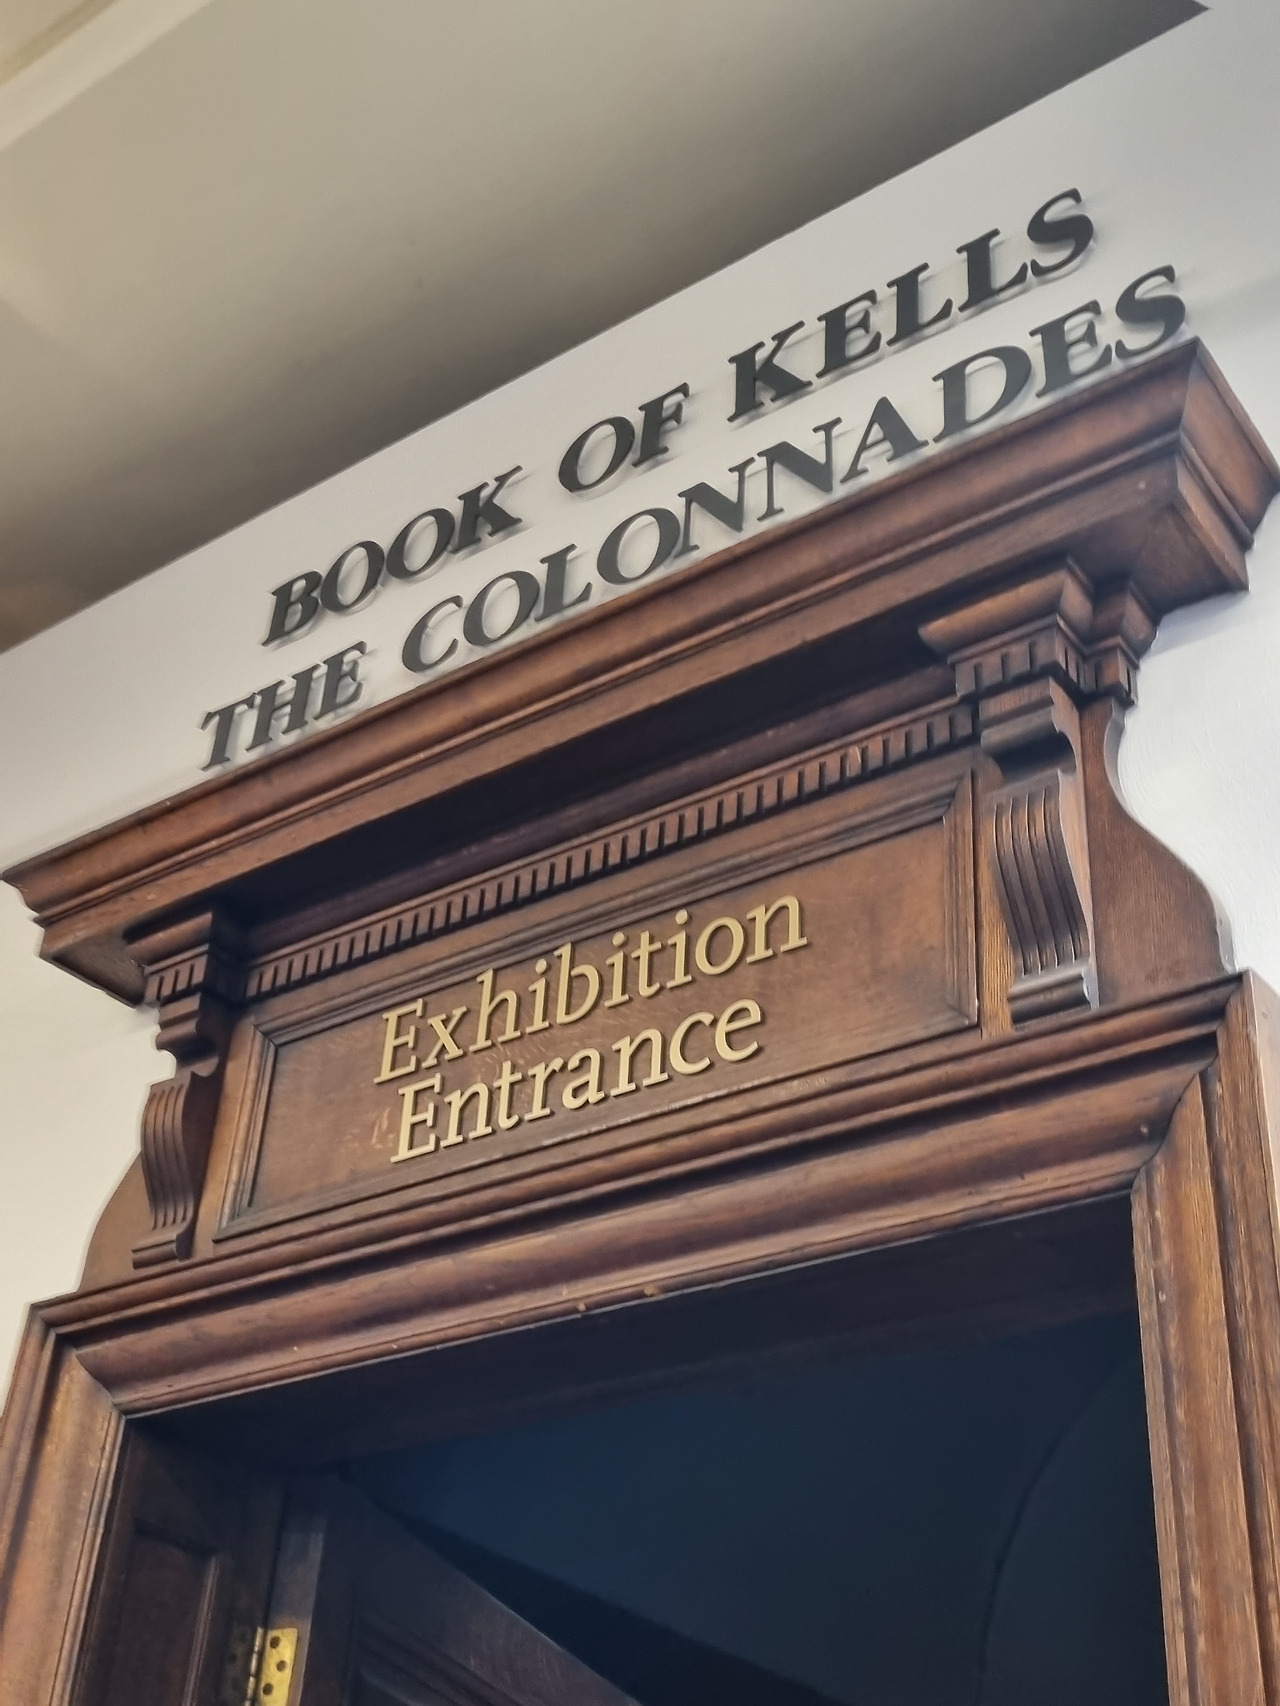 BOOK OF KELLS
THE COLONNADES
Exhibition
Entrance